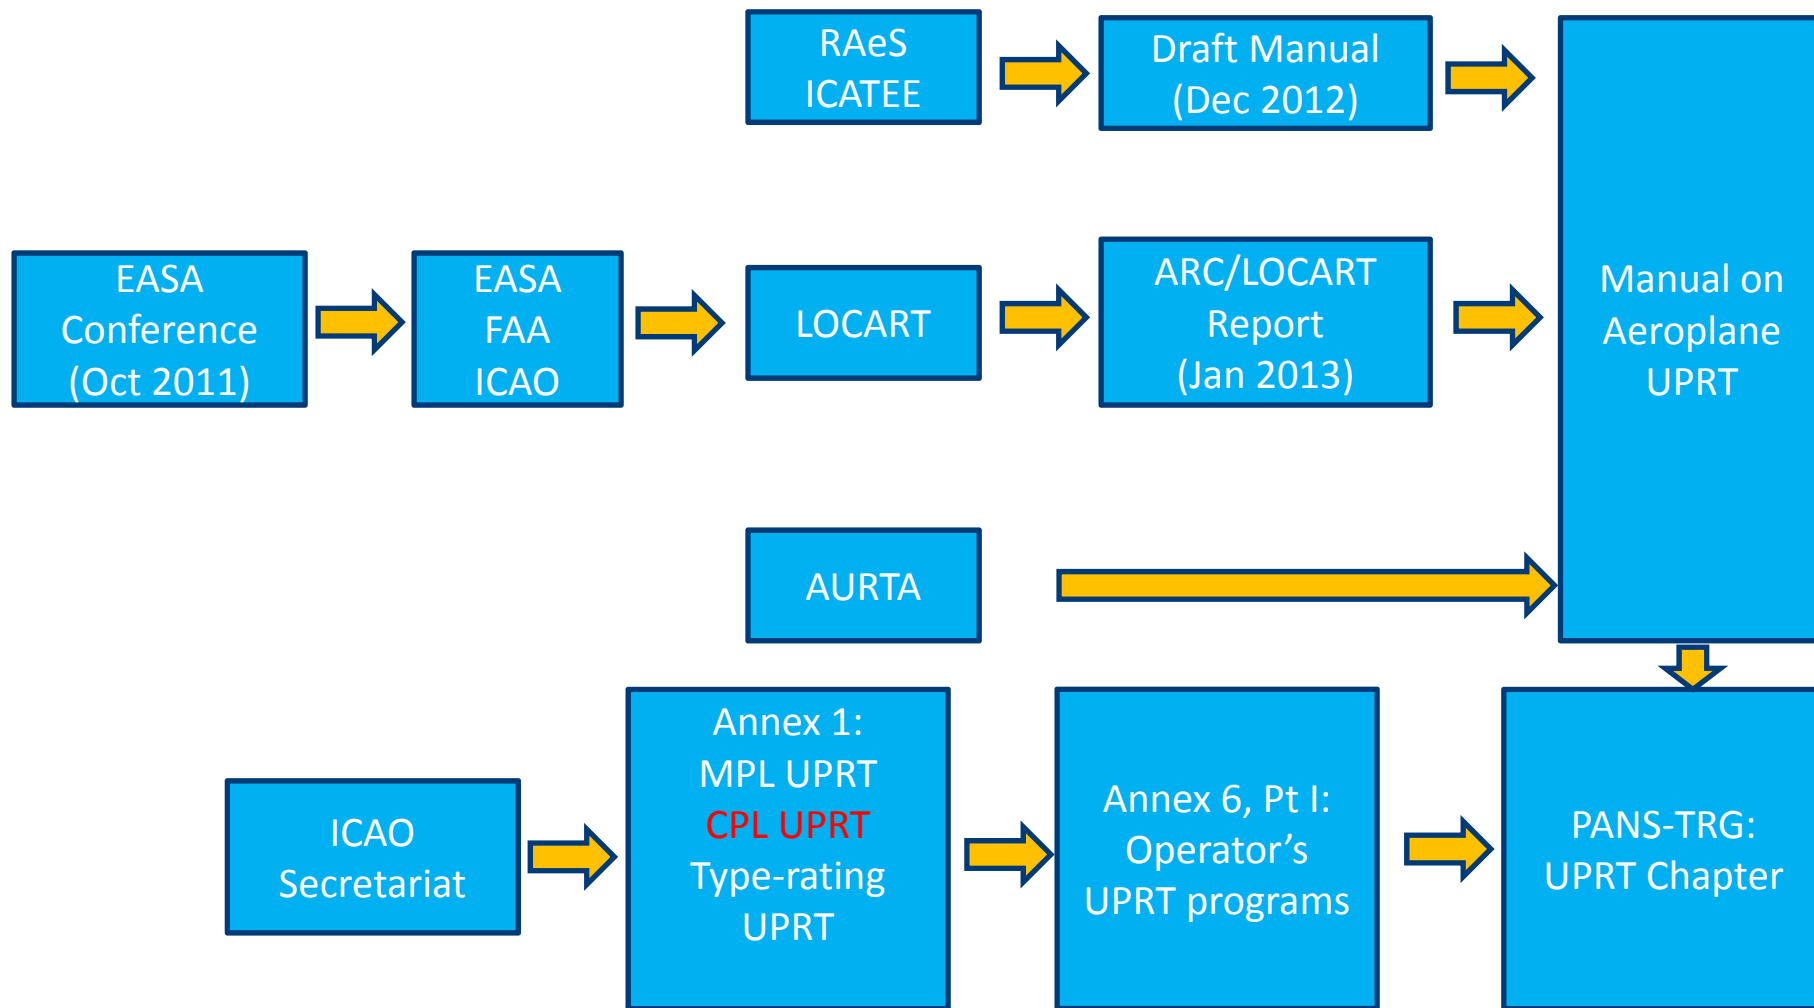 RAeS
ICATEE
Draft Manual
(Dec 2012)
EASA
Conference
(Oct 2011)
EASA
FAA
ICAO
LOCART
ARC/LOCART
Report
(Jan 2013)
Manual on
Aeroplane
UPRT
AURTA
ICAO
Secretariat
Annex 1:
MPL UPRT
CPL UPRT
Type-rating
UPRT
Annex 6, Pt I:
Operator’s
UPRT programs
PANS-TRG:
UPRT Chapter